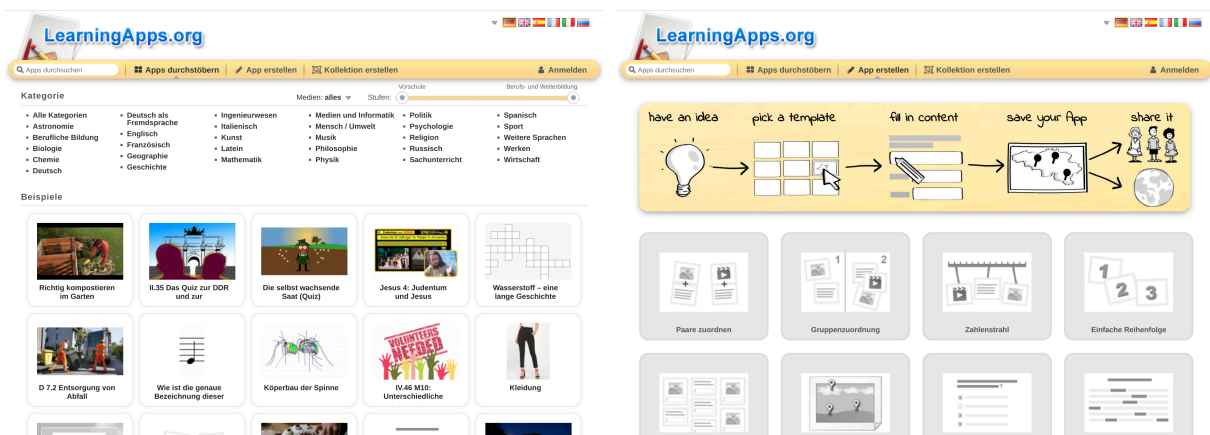 LearningApps.org
Apps durchsuchen
Apps durchstöbern
App erstellen
Kollektion erstellen
Anmelden
Kategorie
Medien: alles
Stufen:
Vorschule
Berufs- und Weiterbildung
Alle Kategorien
Astronomie
Berufliche Bildung
Biologie
Chemie
Deutsch
Deutsch als
Fremdsprache
Englisch
Französisch
Geographie
Geschichte
Ingenieurwesen
Italienisch
Kunst
Latein
Mathematik
Medien und Informatik
Mensch / Umwelt
Musik
Philosophie
Physik
Politik
Psychologie
Religion
Russisch
Sachunterricht
Spanisch
Sport
Weitere Sprachen
Werken
Wirtschaft
Beispiele
Richtig kompostieren
im Garten
II.35 Das Quiz zur DDR
und zur
Die selbst wachsende
Saat (Quiz)
Jesus 4: Judentum
und Jesus
Wasserstoff – eine
lange Geschichte
D 7.2 Entsorgung von
Abfall
Wie ist die genaue
Bezeichnung dieser
Köperbau der Spinne
VOLUNTEERS
NEEDED
IV.46 M10:
Unterschiedliche
Kleidung
LearningApps.org
Apps durchsuchen
Apps durchstöbern
App erstellen
Kollektion erstellen
Anmelden
have an idea
pick a template
fill in content
save your App
share it
Paare zuordnen
1 2
Gruppenzuordnung
Zahlenstrahl
1 2 3
Einfache Reihenfolge